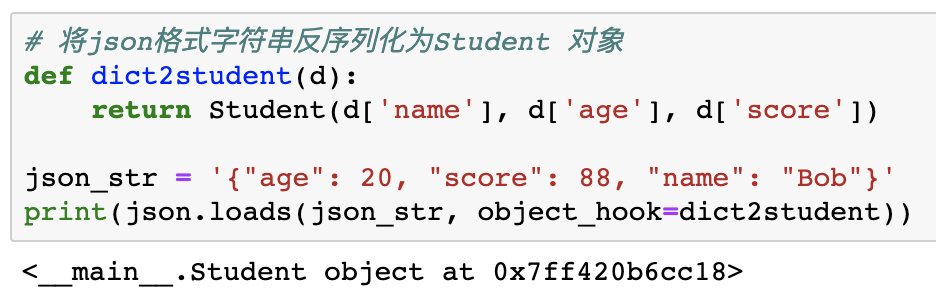 # 将json格式字符串反序列化为Student 对象
def dict2student(d):
    return Student(d['name'], d['age'], d['score'])
json_str = '{"age": 20, "score": 88, "name": "Bob"}'
print(json.loads(json_str, object_hook=dict2student))
<__main__.Student object at 0x7ff420b6cc18>